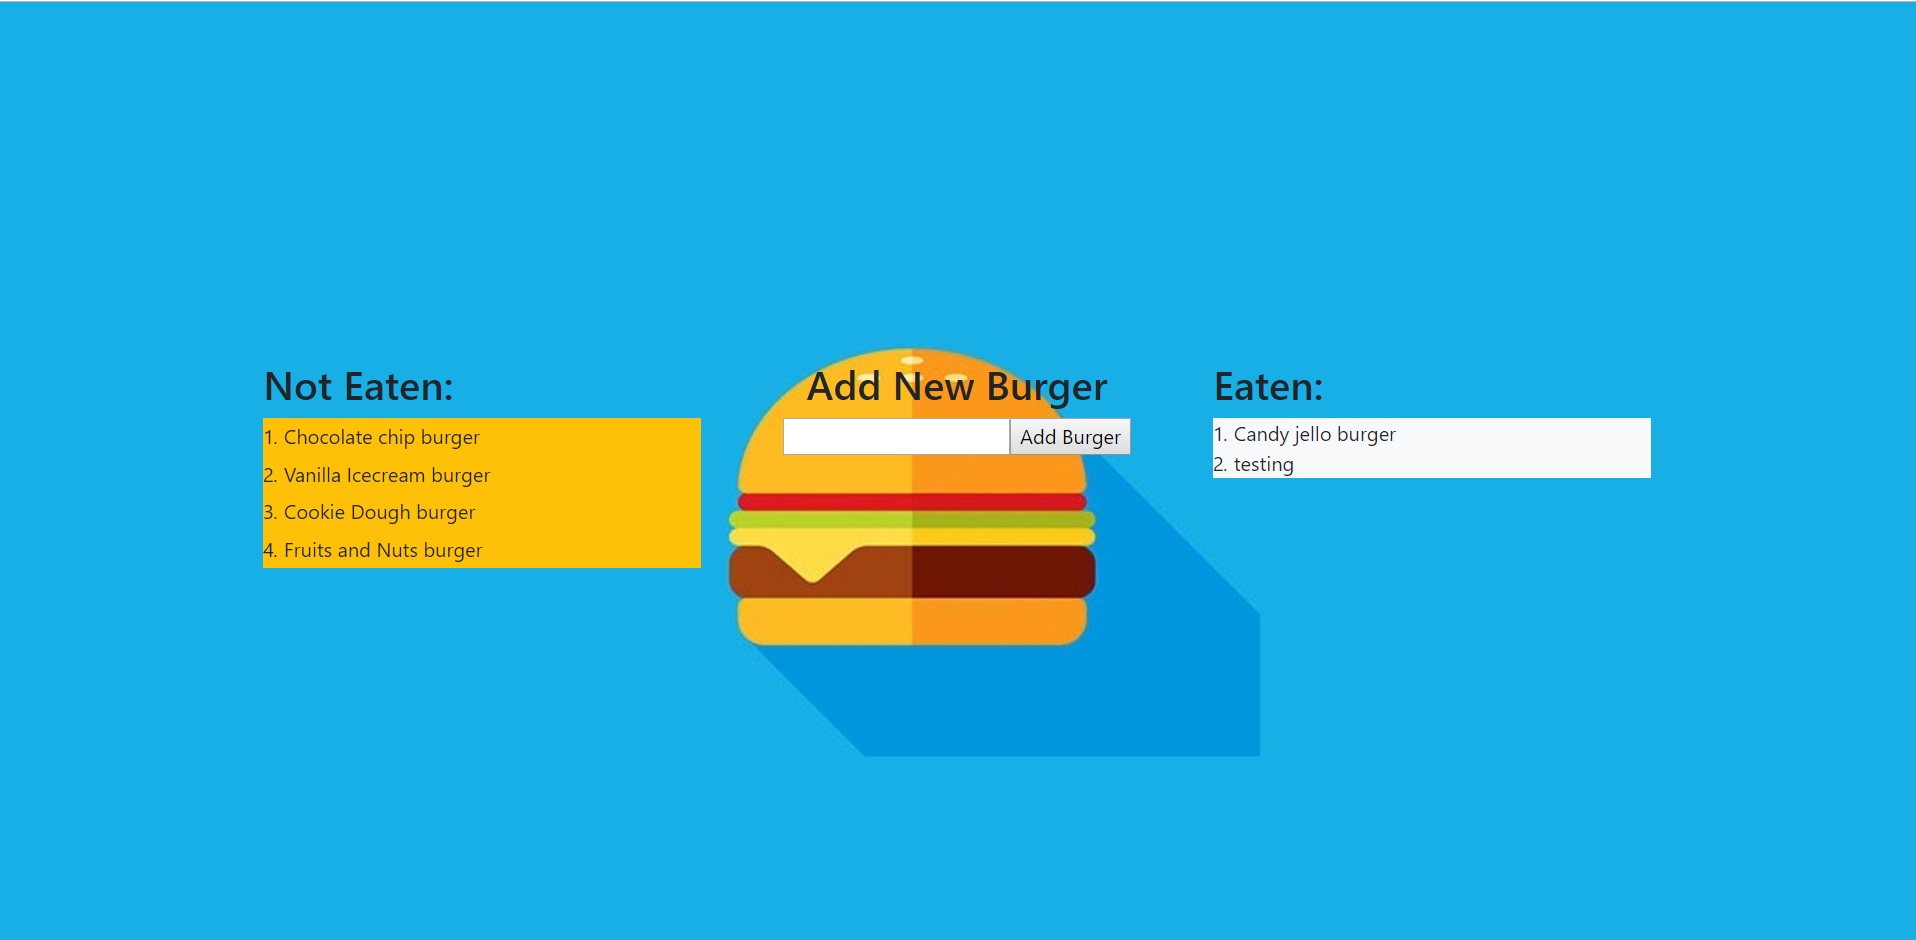 Not Eaten:
1. Chocolate chip burger
2. Vanilla Icecream burger
3. Cookie Dough burger
4. Fruits and Nuts burger
Add New Burger
Add Burger
Eaten:
1. Candy jello burger
2. testing